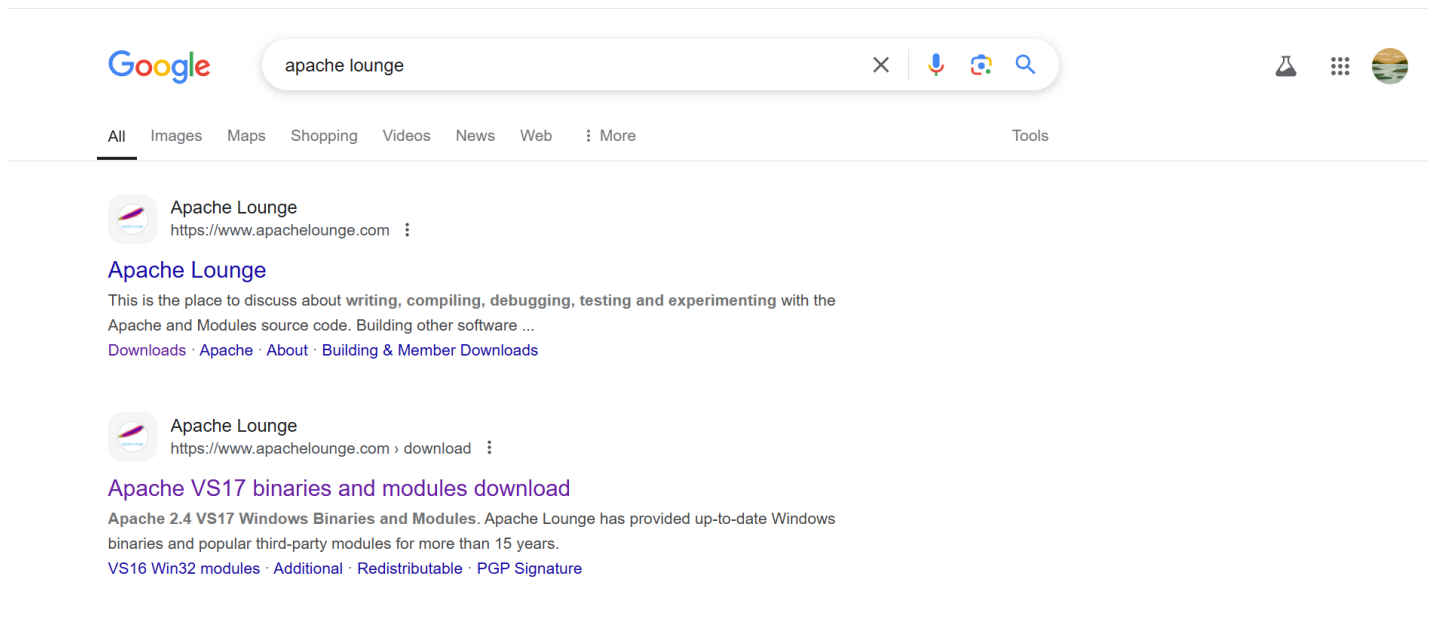 Google
apache lounge
All Images Maps Shopping Videos News Web More Tools
Apache Lounge
https://www.apachelounge.com
Apache Lounge
This is the place to discuss about writing, compiling, debugging, testing and experimenting with the
Apache and Modules source code. Building other software ...
Downloads · Apache · About · Building & Member Downloads
Apache Lounge
https://www.apachelounge.com › download
Apache VS17 binaries and modules download
Apache 2.4 VS17 Windows Binaries and Modules. Apache Lounge has provided up-to-date Windows
binaries and popular third-party modules for more than 15 years.
VS16 Win32 modules · Additional · Redistributable · PGP Signature